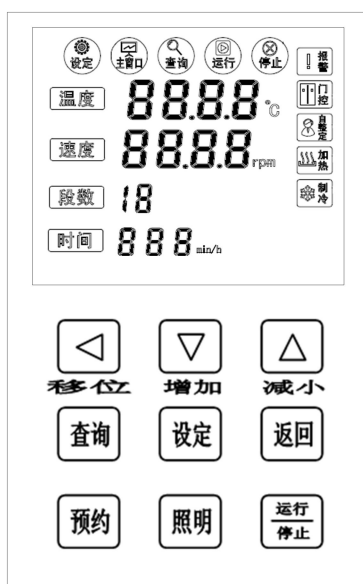 设定 主窗口 查询 运行 停止
报警
温度 88.8.8 °C
门控
自整定
速度 88.8.8 rpm
加热
段数 18
制冷
时间 888 min/h
移位 增加 减小
查询 设定 返回
预约 照明 运行
停止